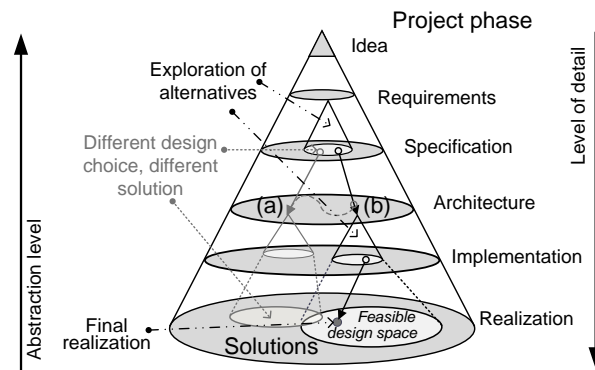 Project phase
Idea
Exploration of
alternatives
Requirements
Different design
choice, different
solution
Specification
(a)
(b)
Architecture
Implementation
Final
realization
Solutions
Feasible
design space
Realization
Abstraction level
Level of detail